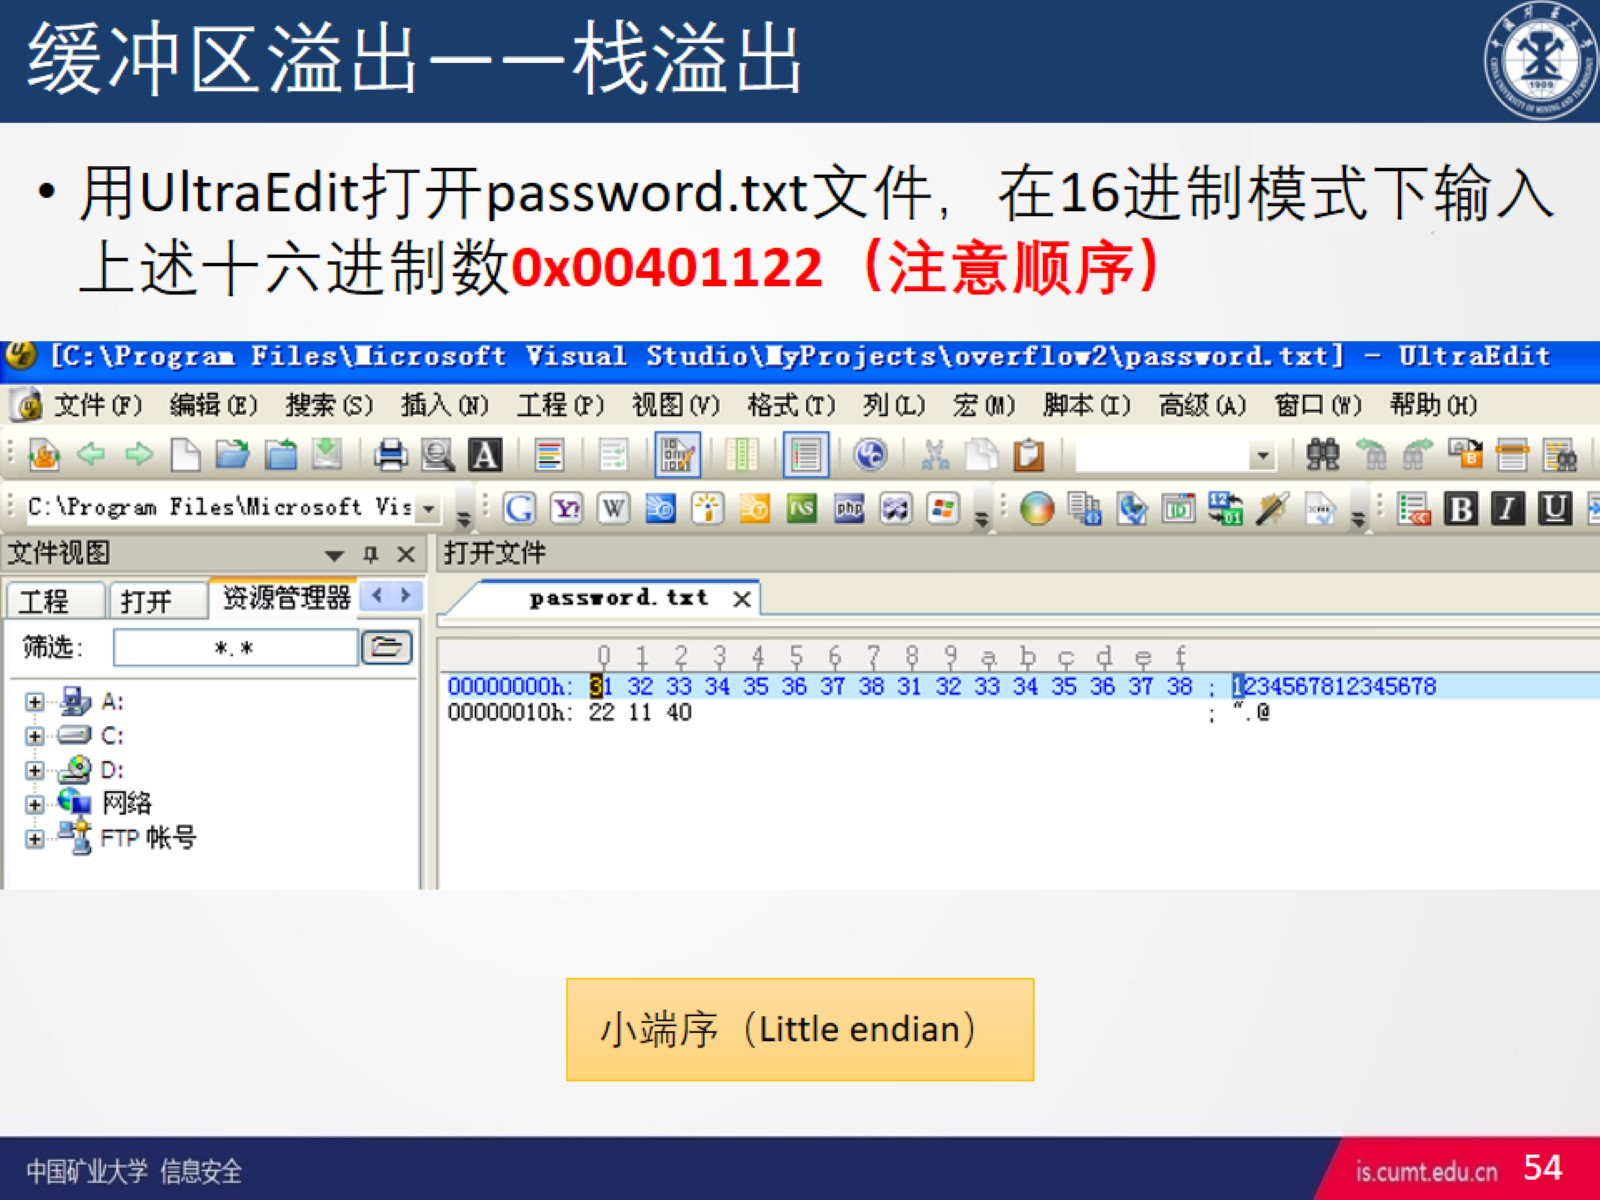 缓冲区溢出——栈溢出
• 用UltraEdit打开password.txt文件，在16进制模式下输入
上述十六进制数0x00401122（注意顺序）
[C:\Program Files\Microsoft Visual Studio\MyProjects\overflow2\password.txt] - UltraEdit
文件(F) 编辑(E) 搜索(S) 插入(N) 工程(P) 视图(V) 格式(T) 列(L) 宏(M) 脚本(I) 高级(A) 窗口(W) 帮助(H)
C:\Program Files\Microsoft Vis
文件视图
打开文件
工程 打开 资源管理器
password.txt
筛选: *.*
0 1 2 3 4 5 6 7 8 9 a b c d e f
00000000h: 31 32 33 34 35 36 37 38 31 32 33 34 35 36 37 38 ; 1234567812345678
00000010h: 22 11 40 ; ".@
A:
C:
D:
网络
FTP 帐号
小端序（Little endian）
中国矿业大学 信息安全
is.cumt.edu.cn 54